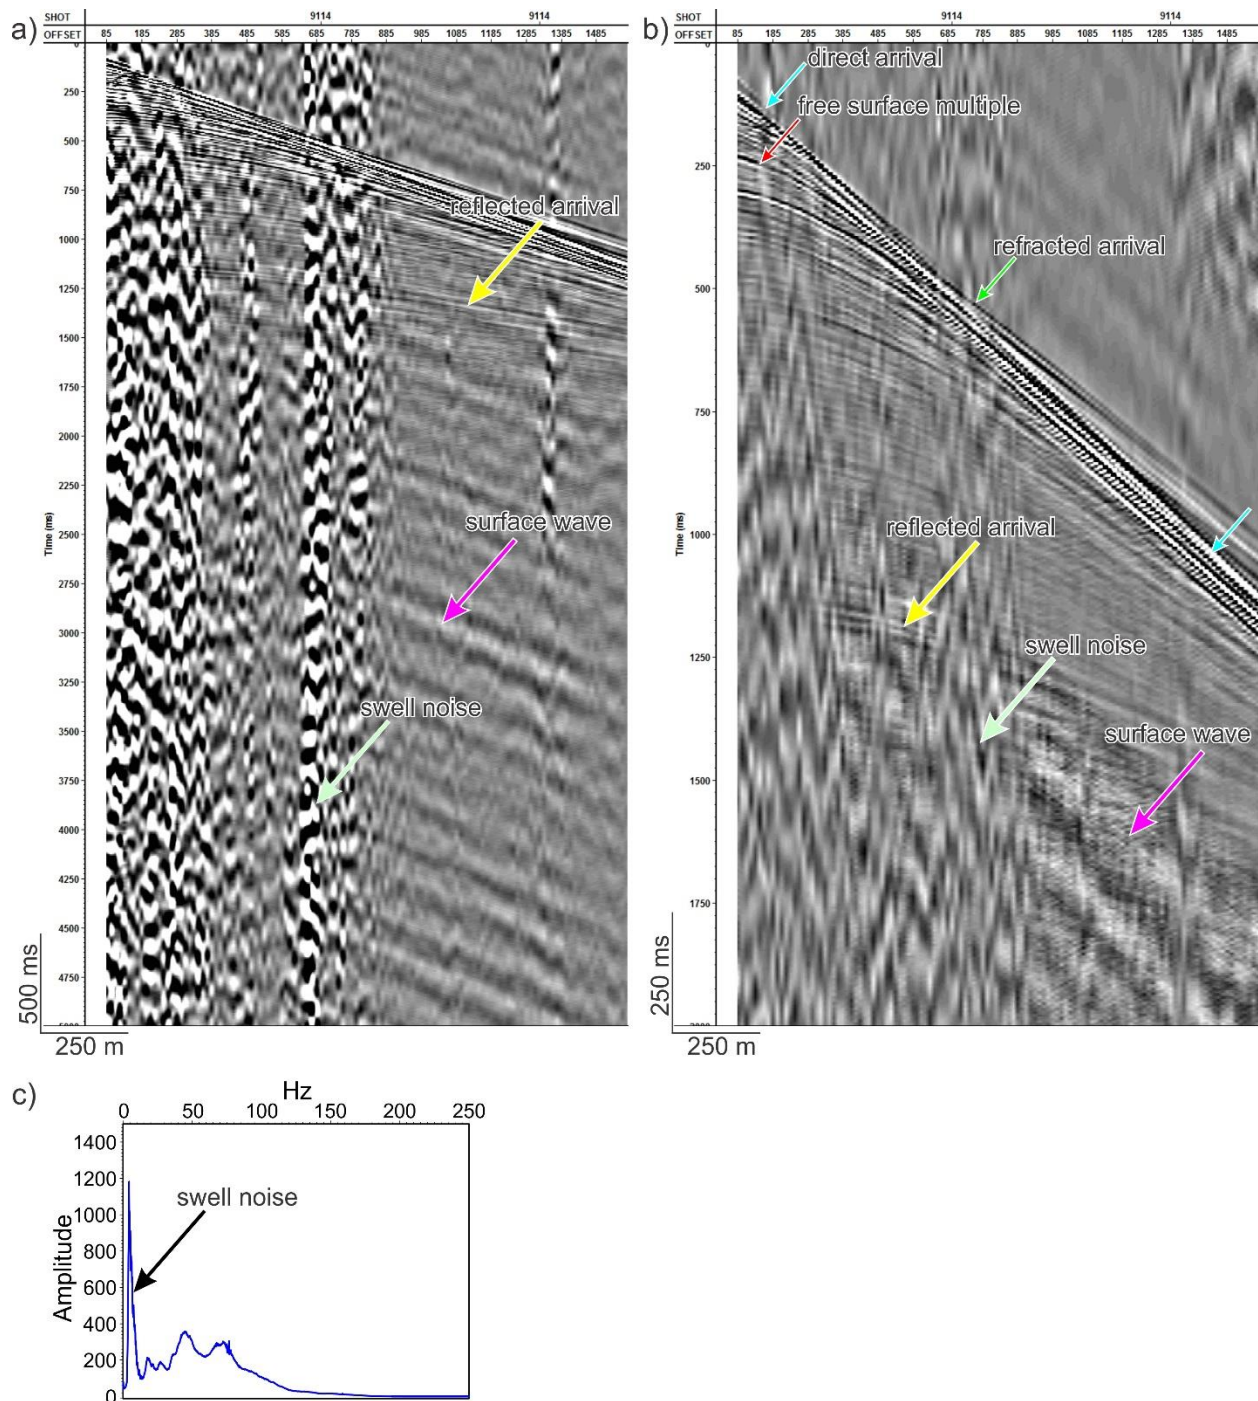 a)
SHOT 9114 9114
OFFSET 85 185 285 385 485 585 685 785 885 985 1085 1185 1285 1385 1485
0
250
500
750
reflected arrival
1000
1250
1500
1750
2000
2250
surface wave
2500
Time (ms)
2750
3000
3250
swell noise
3500
3750
4000
4250
4500
4750
5000
500 ms
250 m
b)
SHOT 9114 9114
OFFSET 85 185 285 385 485 585 685 785 885 985 1085 1185 1285 1385 1485
0
direct arrival
free surface multiple
250
refracted arrival
500
750
reflected arrival
1000
Time (ms)
swell noise
1250
surface wave
1500
1750
2000
250 ms
250 m
c)
Hz
0 50 100 150 200 250
1400
1200
swell noise
1000
800
Amplitude
600
400
200
0